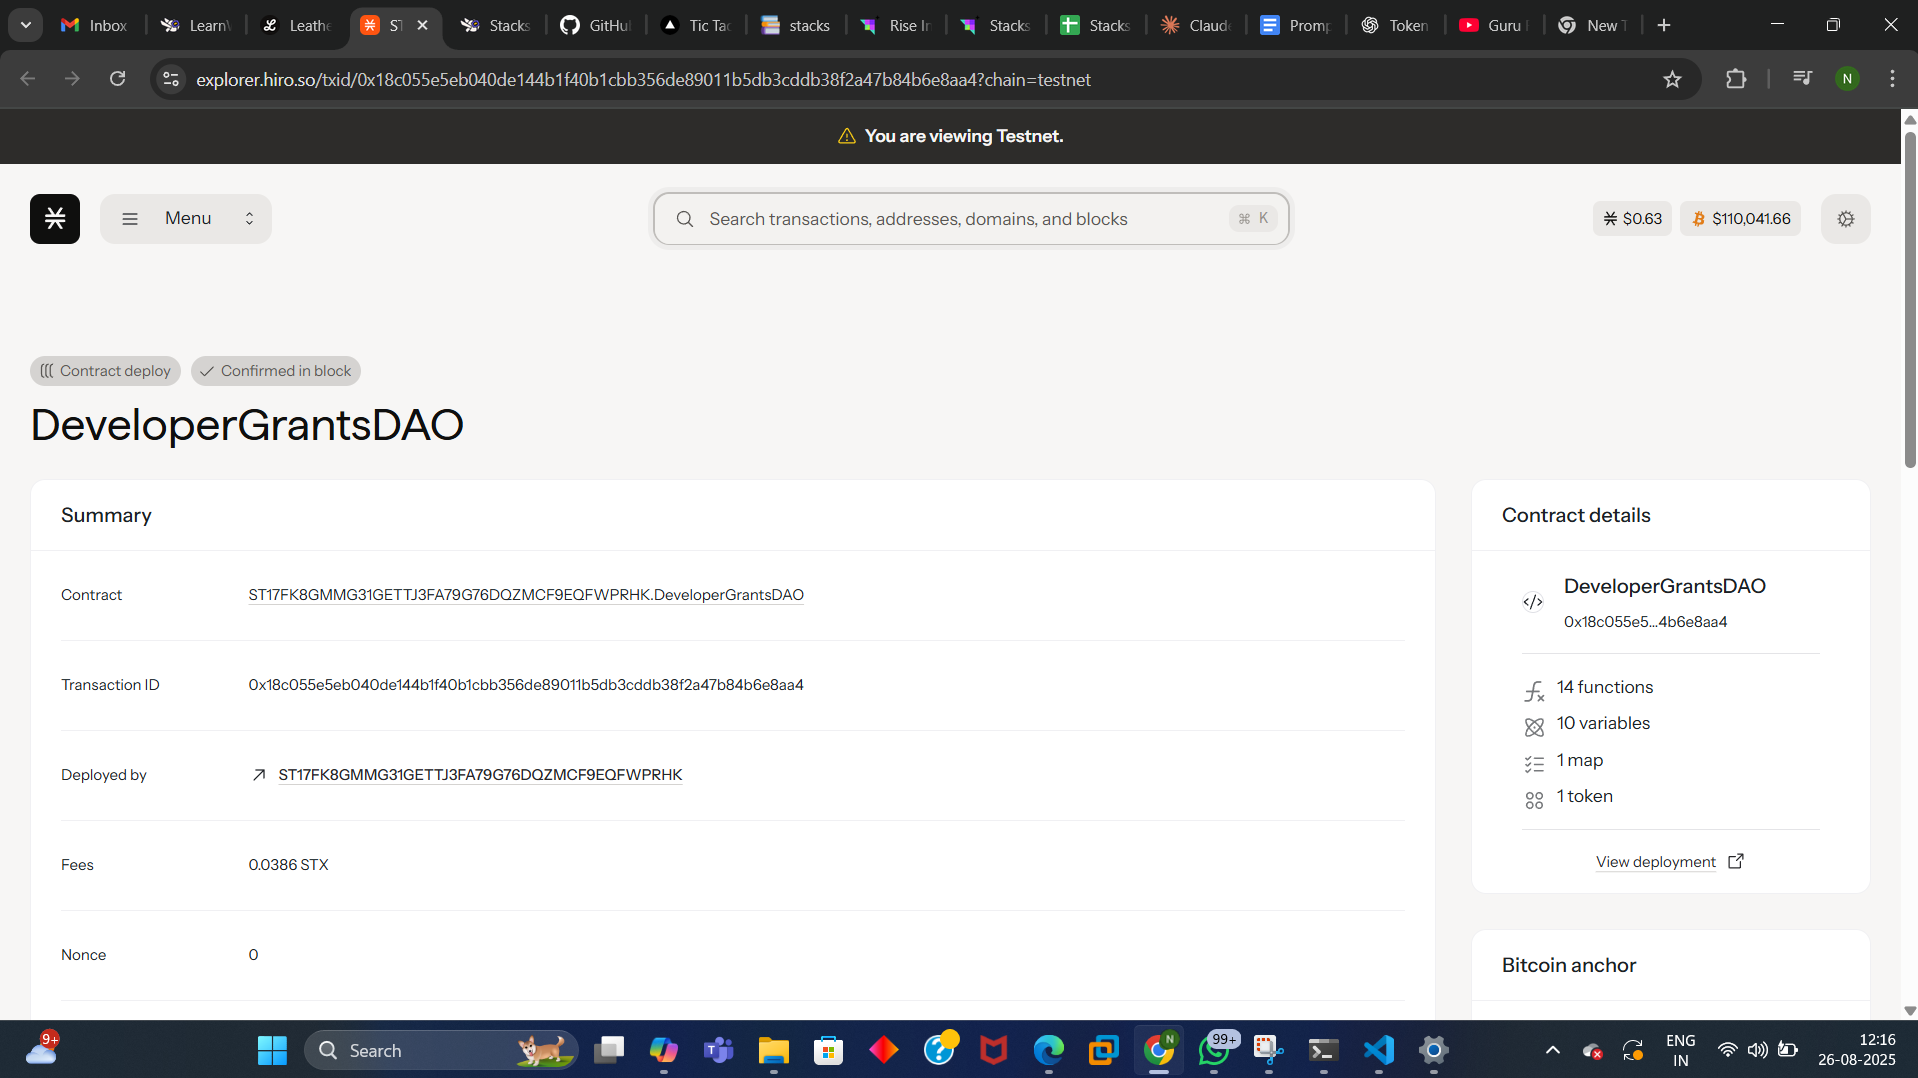 Inbox
Learn
Leathe
ST
Stacks
GitHu
Tic Tac
stacks
Rise In
Stacks
Stacks
Claude
Promp
Token
Guru
New T
explorer.hiro.so/txid/0x18c055e5eb040de144b1f40b1cbb356de89011b5db3cddb38f2a47b84b6e8aa4?chain=testnet
N
You are viewing Testnet.
Menu
Search transactions, addresses, domains, and blocks
⌘ K
$0.63
$110,041.66
Contract deploy
Confirmed in block
DeveloperGrantsDAO
Summary
Contract
ST17FK8GMMG31GETTJ3FA79G76DQZMCF9EQFWPRHK.DeveloperGrantsDAO
Transaction ID
0x18c055e5eb040de144b1f40b1cbb356de89011b5db3cddb38f2a47b84b6e8aa4
Deployed by
ST17FK8GMMG31GETTJ3FA79G76DQZMCF9EQFWPRHK
Fees
0.0386 STX
Nonce
0
Contract details
DeveloperGrantsDAO
0x18c055e5...4b6e8aa4
14 functions
10 variables
1 map
1 token
View deployment
Bitcoin anchor
9+
Search
N
99+
ENG
IN
12:16
26-08-2025